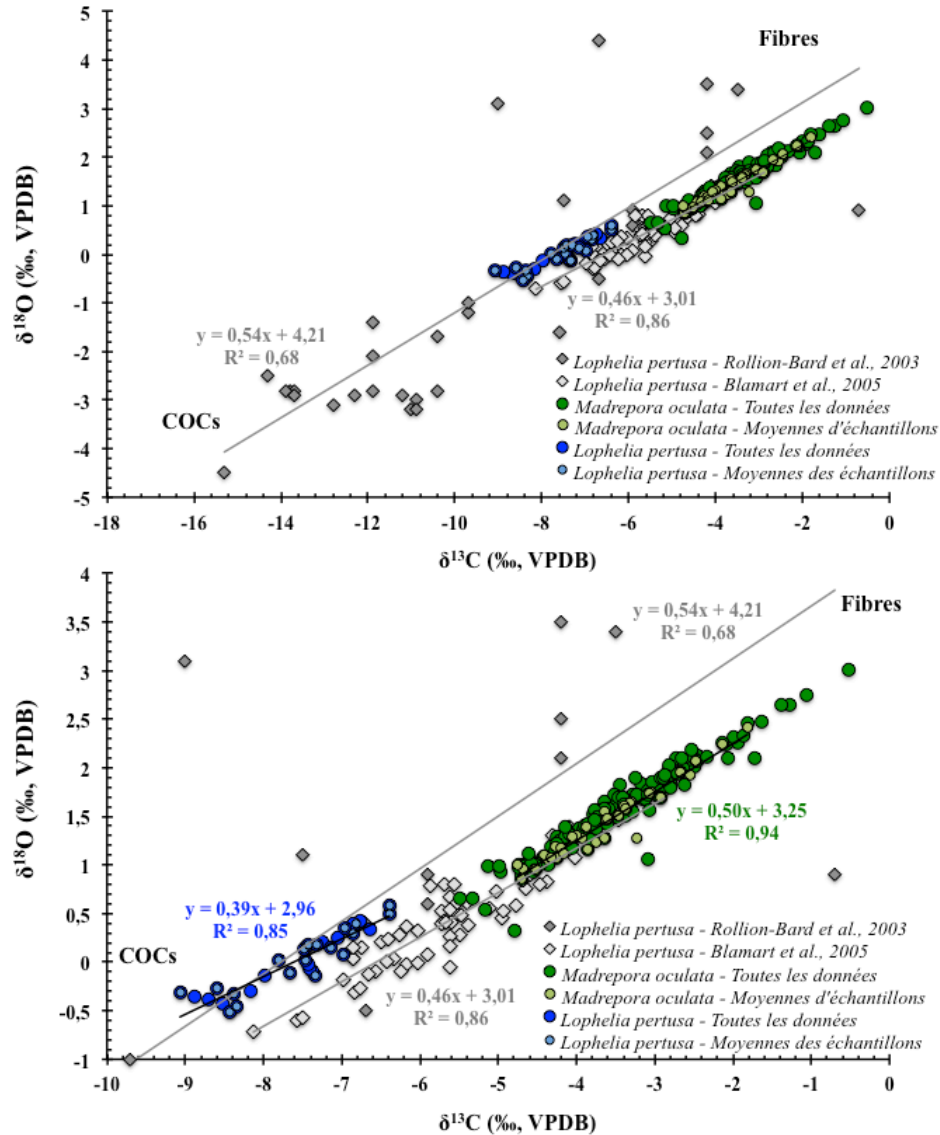 5
4
3
2
1
0
-1
-2
-3
-4
-5
δ¹⁸O (‰, VPDB)
Fibres
y = 0,46x + 3,01
R² = 0,86
y = 0,54x + 4,21
R² = 0,68
COCs
Lophelia pertusa - Rollion-Bard et al., 2003
Lophelia pertusa - Blamart et al., 2005
Madrepora oculata - Toutes les données
Madrepora oculata - Moyennes d'échantillons
Lophelia pertusa - Toutes les données
Lophelia pertusa - Moyennes des échantillons
-18 -16 -14 -12 -10 -8 -6 -4 -2 0
δ¹³C (‰, VPDB)
4
3,5
3
2,5
2
1,5
1
0,5
0
-0,5
-1
δ¹⁸O (‰, VPDB)
y = 0,54x + 4,21
R² = 0,68
Fibres
y = 0,50x + 3,25
R² = 0,94
y = 0,39x + 2,96
R² = 0,85
COCs
y = 0,46x + 3,01
R² = 0,86
Lophelia pertusa - Rollion-Bard et al., 2003
Lophelia pertusa - Blamart et al., 2005
Madrepora oculata - Toutes les données
Madrepora oculata - Moyennes d'échantillons
Lophelia pertusa - Toutes les données
Lophelia pertusa - Moyennes des échantillons
-10 -9 -8 -7 -6 -5 -4 -3 -2 -1 0
δ¹³C (‰, VPDB)